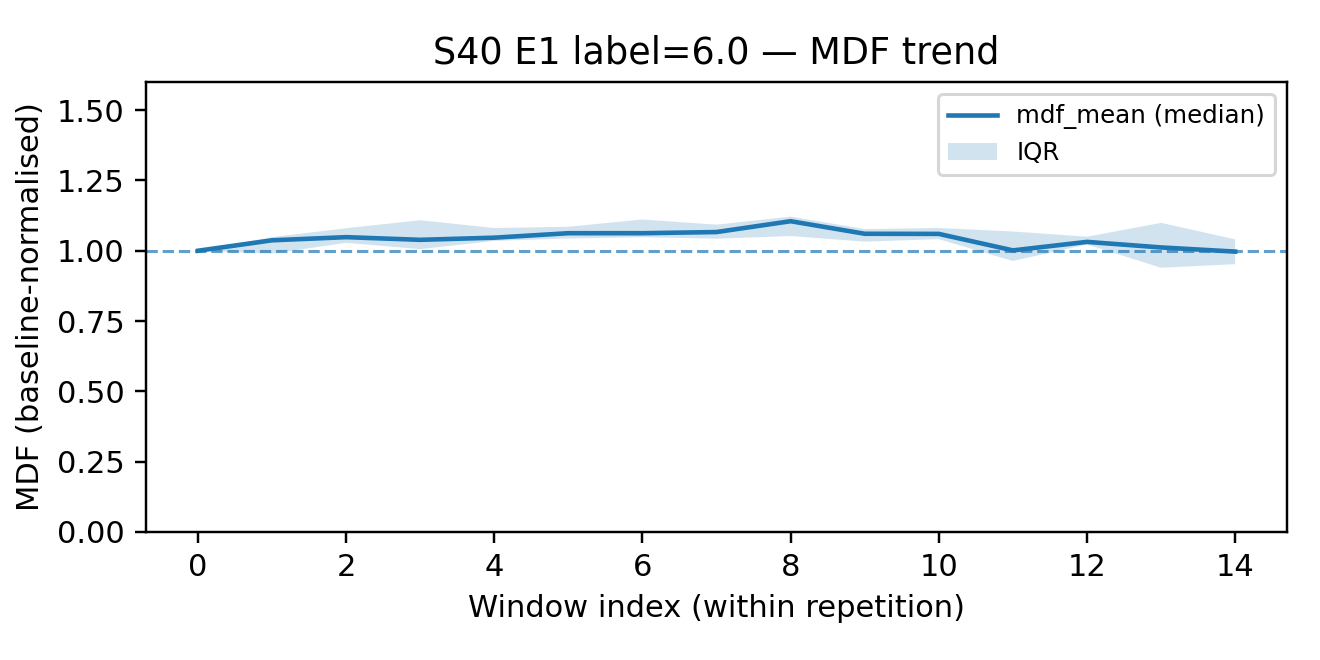 S40 E1 label=6.0 — MDF trend
mdf_mean (median)
IQR
MDF (baseline-normalised)
1.50
1.25
1.00
0.75
0.50
0.25
0.00
0 2 4 6 8 10 12 14
Window index (within repetition)